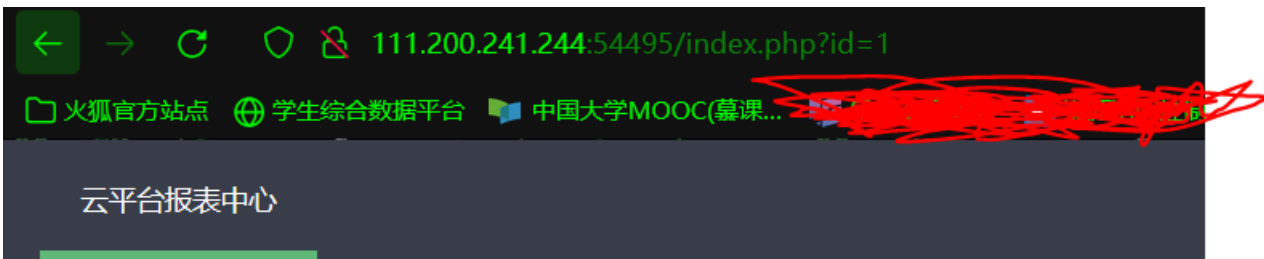 111.200.241.244:54495/index.php?id=1
火狐官方站点 学生综合数据平台 中国大学MOOC(慕课...
云平台报表中心